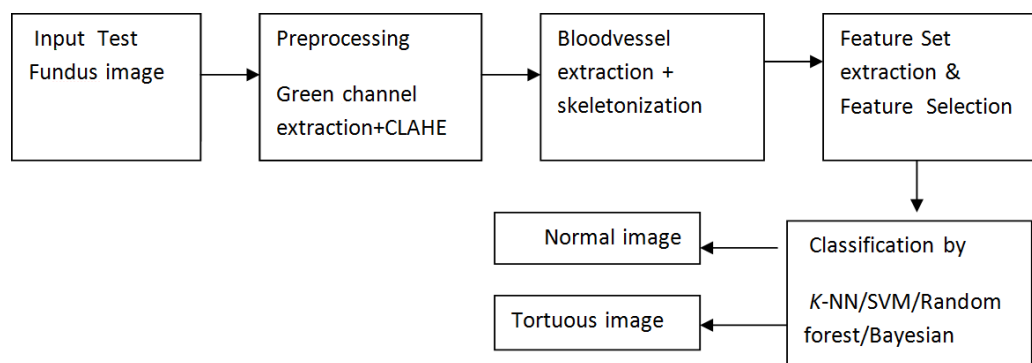 Input Test
Fundus image
Preprocessing
Green channel
extraction+CLAHE
Bloodvessel
extraction +
skeletonization
Feature Set
extraction &
Feature Selection
Classification by
K-NN/SVM/Random
forest/Bayesian
Normal image
Tortuous image